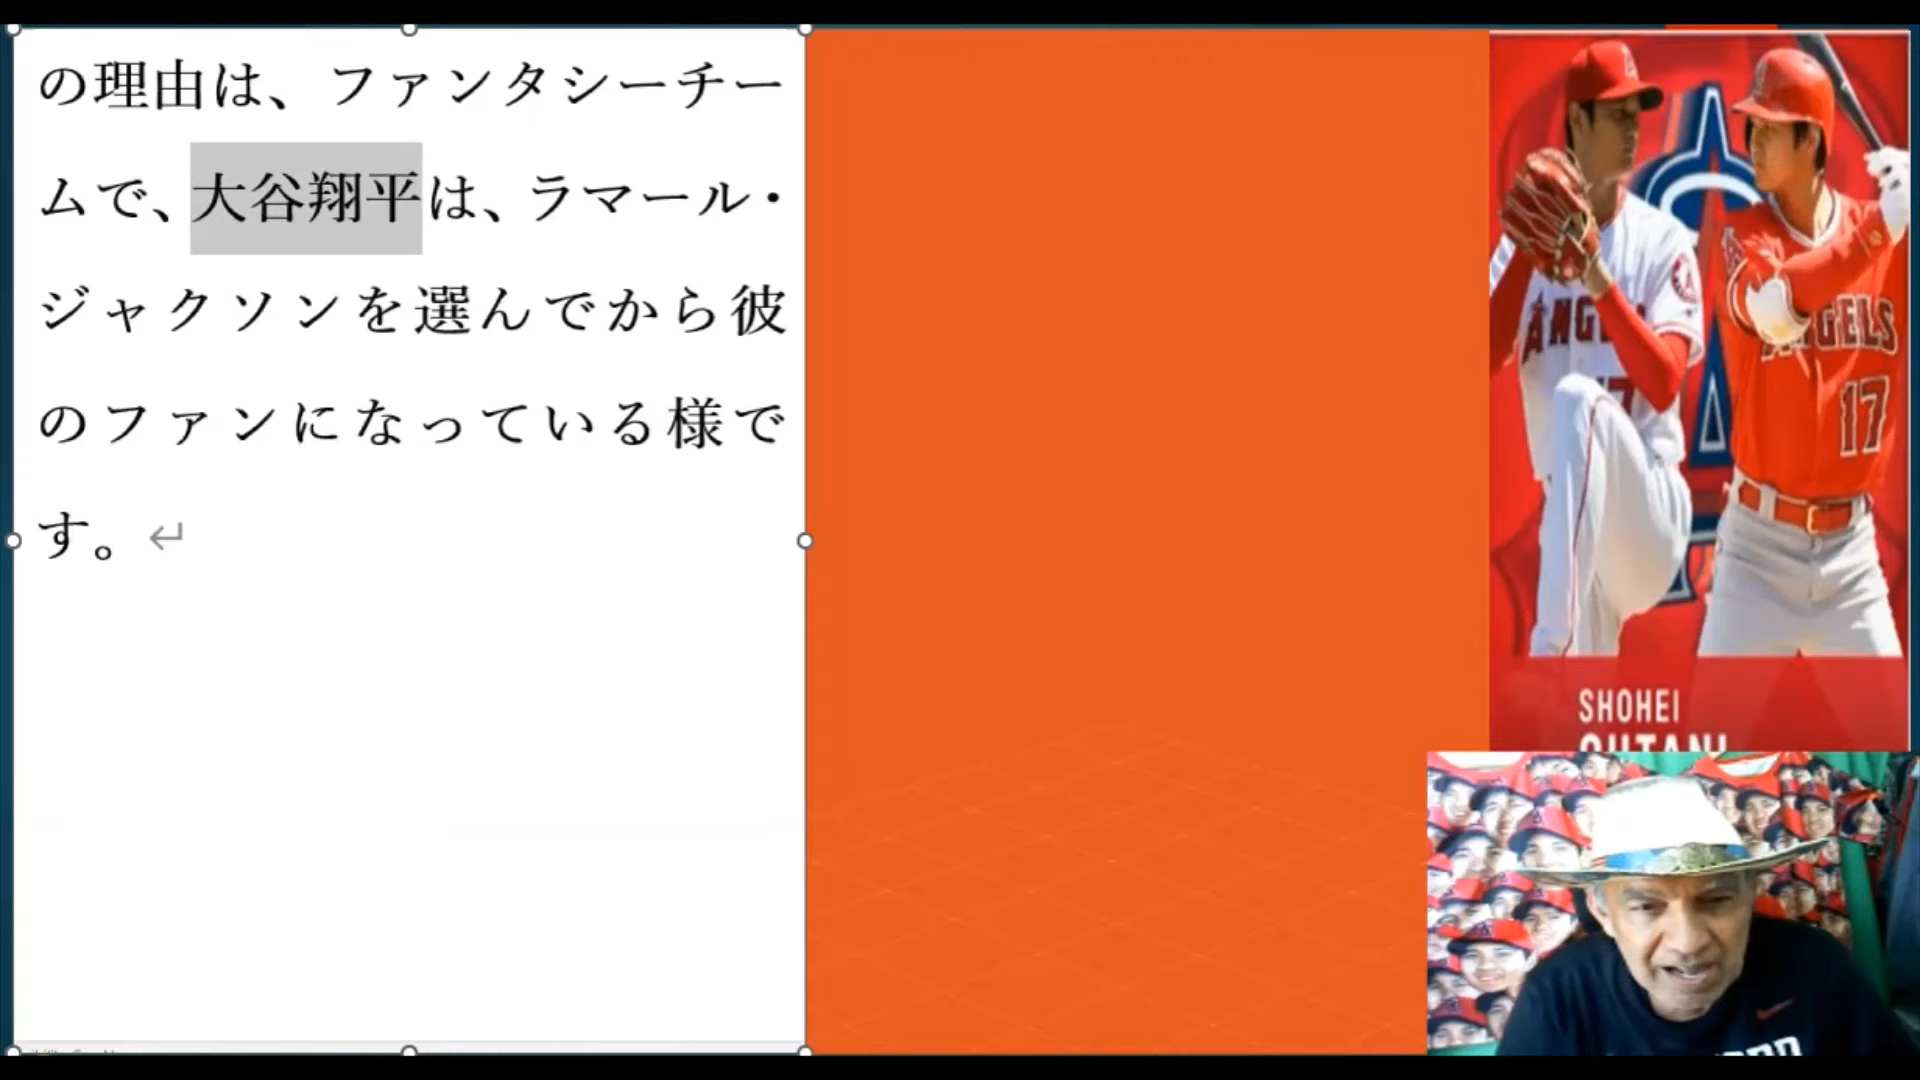 の理由は、ファンタシーチー
ムで、大谷翔平は、ラマール・
ジャクソンを選んでから彼
のファンになっている様で
す。
ANGELS
17
SHOHEI
OHTANI